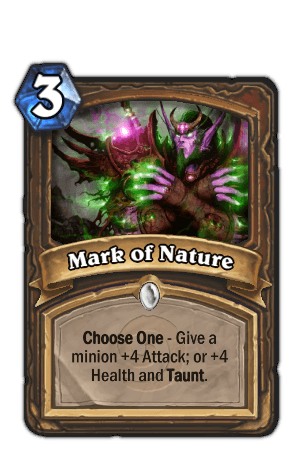 3
Mark of Nature
Choose One - Give a
minion +4 Attack; or +4
Health and Taunt.